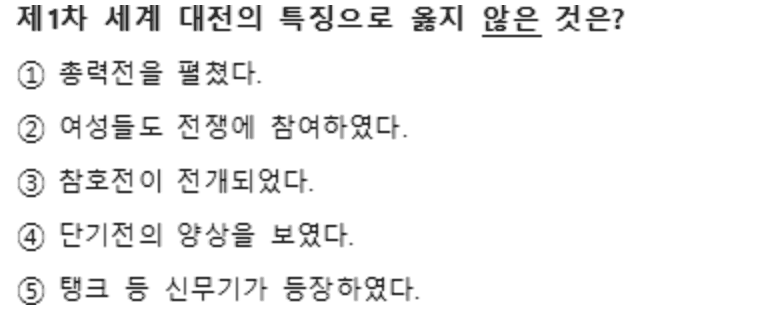 제1차 세계 대전의 특징으로 옳지 않은 것은?
① 총력전을 펼쳤다.
② 여성들도 전쟁에 참여하였다.
③ 참호전이 전개되었다.
④ 단기전의 양상을 보였다.
⑤ 탱크 등 신무기가 등장하였다.